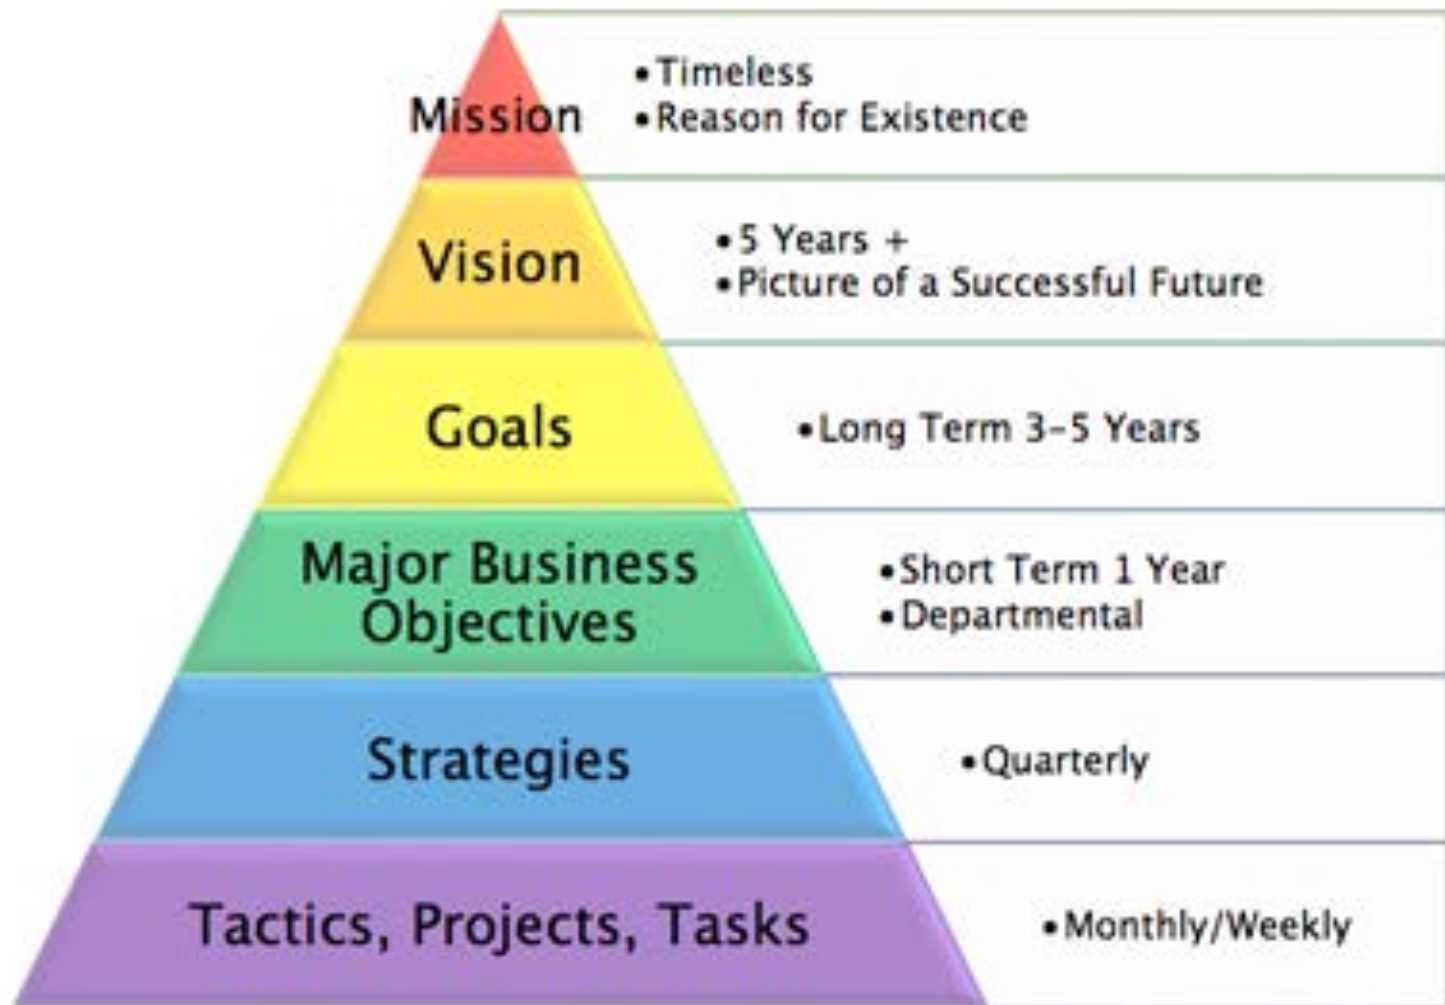 Mission
• Timeless
• Reason for Existence
Vision
• 5 Years +
• Picture of a Successful Future
Goals
• Long Term 3-5 Years
Major Business
Objectives
• Short Term 1 Year
• Departmental
Strategies
• Quarterly
Tactics, Projects, Tasks
• Monthly/Weekly